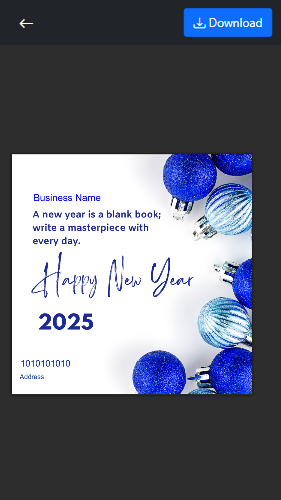 Download
Business Name
A new year is a blank book;
write a masterpiece with
every day.
Happy New Year
2025
1010101010
Address